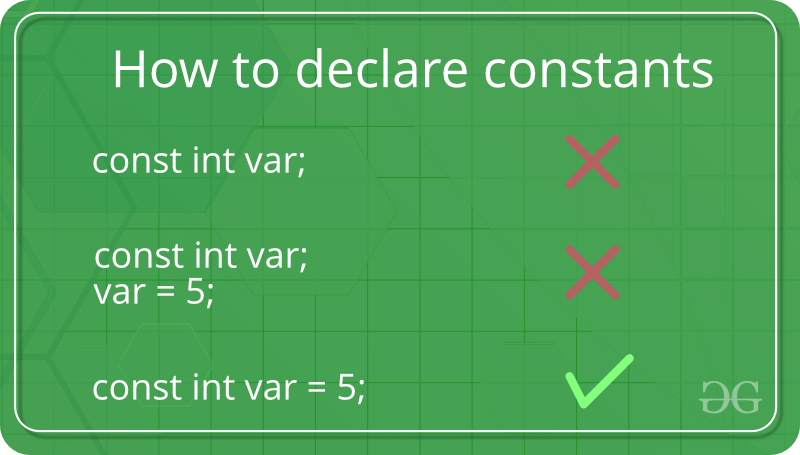 How to declare constants
const int var;
const int var;
var = 5;
const int var = 5;